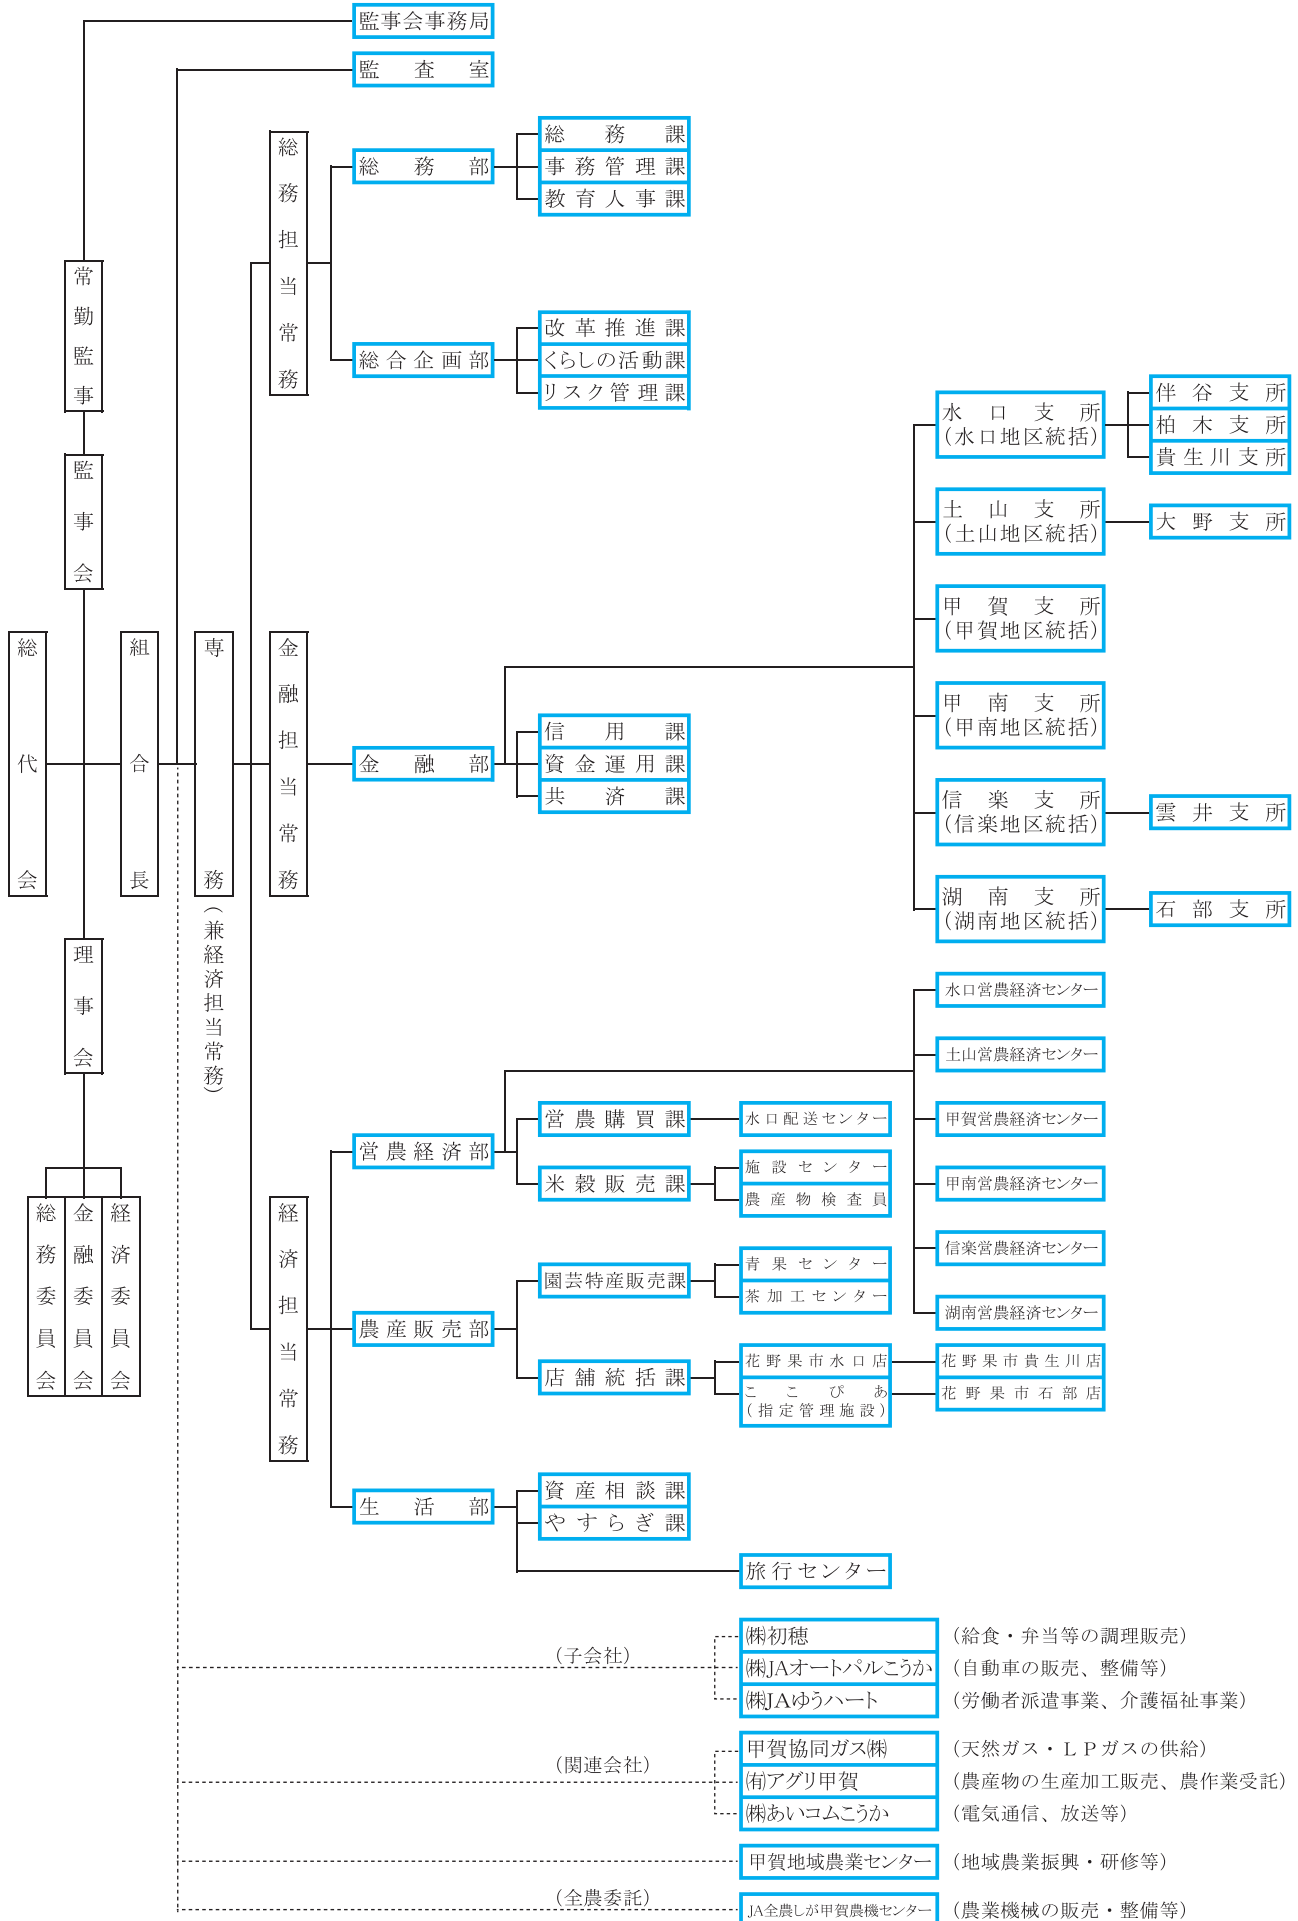 監事会事務局
監査室
常勤監事
監事会
総代会
組合長
専務
（兼経済担当常務）
理事会
総務委員会
金融委員会
経済委員会
総務担当常務
総務部
総務課
事務管理課
教育人事課
総合企画部
改革推進課
くらしの活動課
リスク管理課
金融担当常務
金融部
信用課
資金運用課
共済課
水口支所
(水口地区統括)
伴谷支所
柏木支所
貴生川支所
土山支所
(土山地区統括)
大野支所
甲賀支所
(甲賀地区統括)
甲南支所
(甲南地区統括)
信楽支所
(信楽地区統括)
雲井支所
湖南支所
(湖南地区統括)
石部支所
経済担当常務
営農経済部
営農購買課
水口配送センター
米穀販売課
施設センター
農産物検査員
水口営農経済センター
土山営農経済センター
甲賀営農経済センター
甲南営農経済センター
信楽営農経済センター
湖南営農経済センター
農産販売部
園芸特産販売課
青果センター
茶加工センター
店舗統括課
花野果市水口店
花野果市貴生川店
ここぴあ
(指定管理施設)
花野果市石部店
生活部
資産相談課
やすらぎ課
旅行センター
（子会社）
㈱初穂
（給食・弁当等の調理販売）
㈱JAオートパルこうか
（自動車の販売、整備等）
㈱JAゆうハート
（労働者派遣事業、介護福祉事業）
（関連会社）
甲賀協同ガス㈱
（天然ガス・ＬＰガスの供給）
㈲アグリ甲賀
（農産物の生産加工販売、農作業受託）
㈱あいコムこうか
（電気通信、放送等）
甲賀地域農業センター
（地域農業振興・研修等）
（全農委託）
JA全農しが甲賀農機センター
（農業機械の販売・整備等）